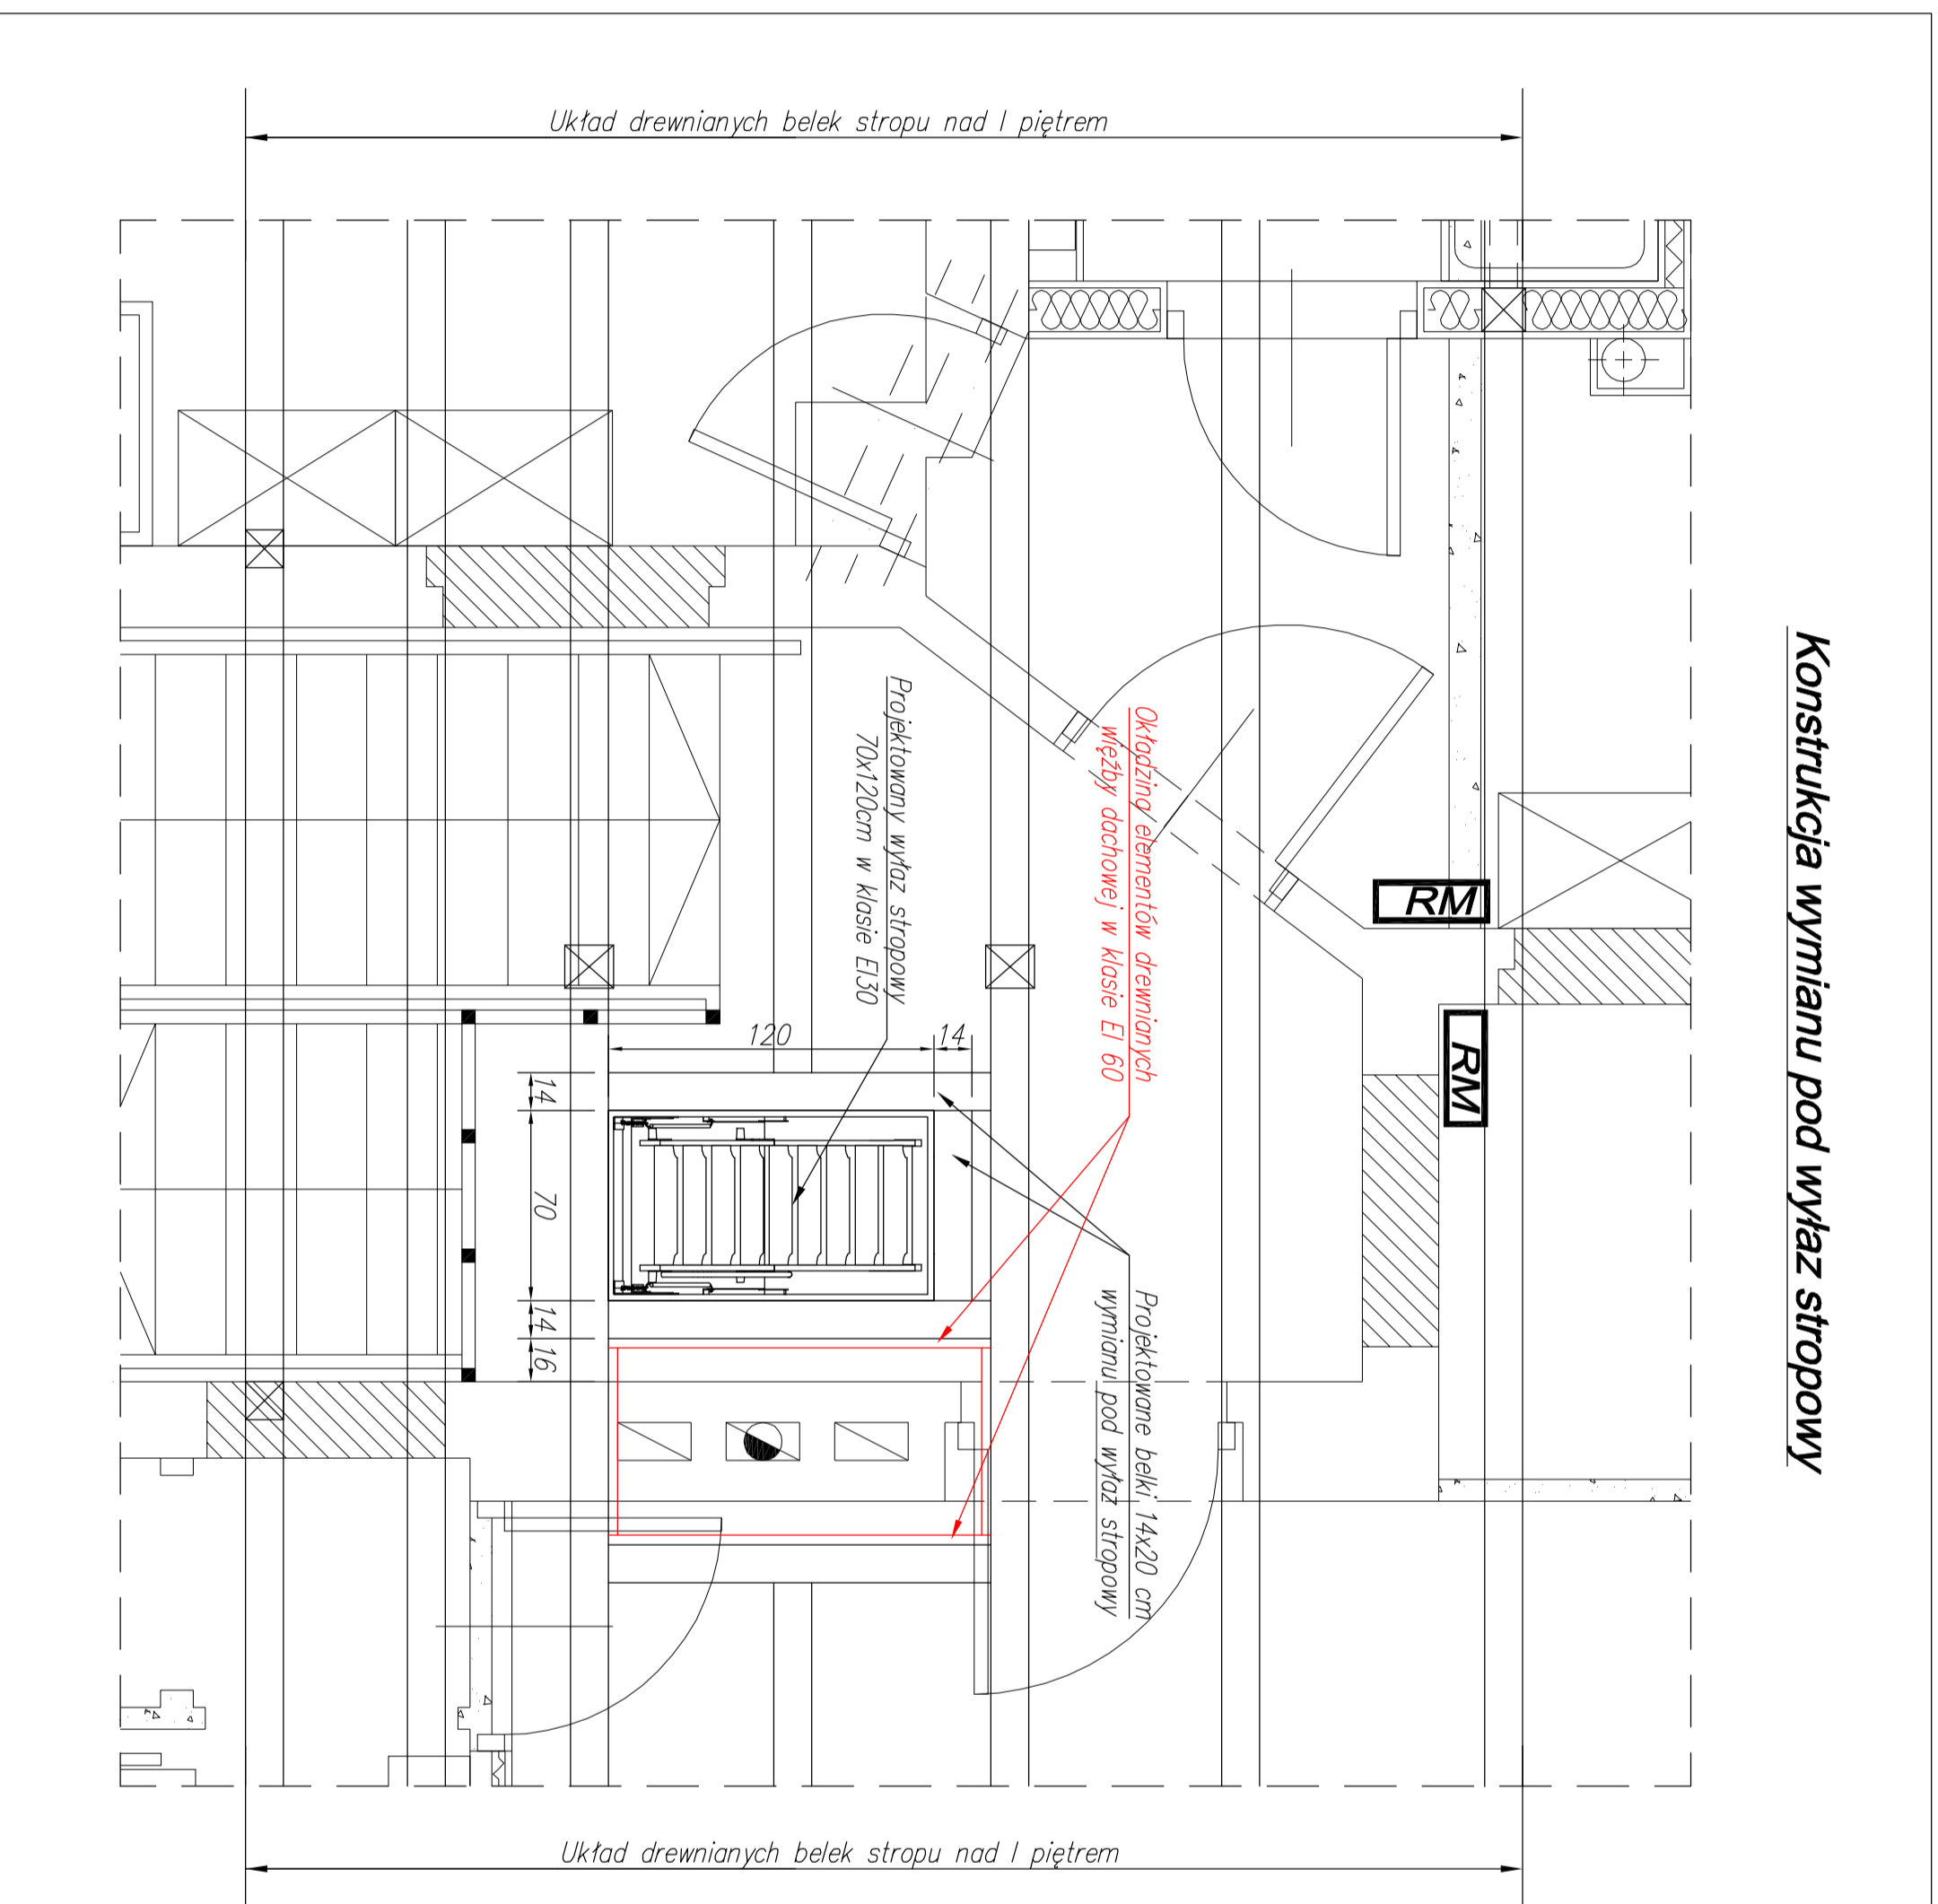 Konstrukcja wymianu pod wyłaz stropowy
Układ drewnianych belek stropu nad I piętrem
Projektowany wyłaz stropowy
70x120cm w klasie EI30
Okładzina elementów drewnianych
więźby dachowej w klasie EI 60
RM
RM
120
14
14
70
14
16
Projektowane belki 14x20 cm
wymianu pod wyłaz stropowy
Układ drewnianych belek stropu nad I piętrem